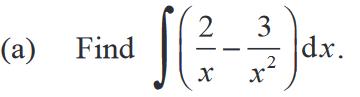 (a) Find ∫(2/x − 3/x²)dx.